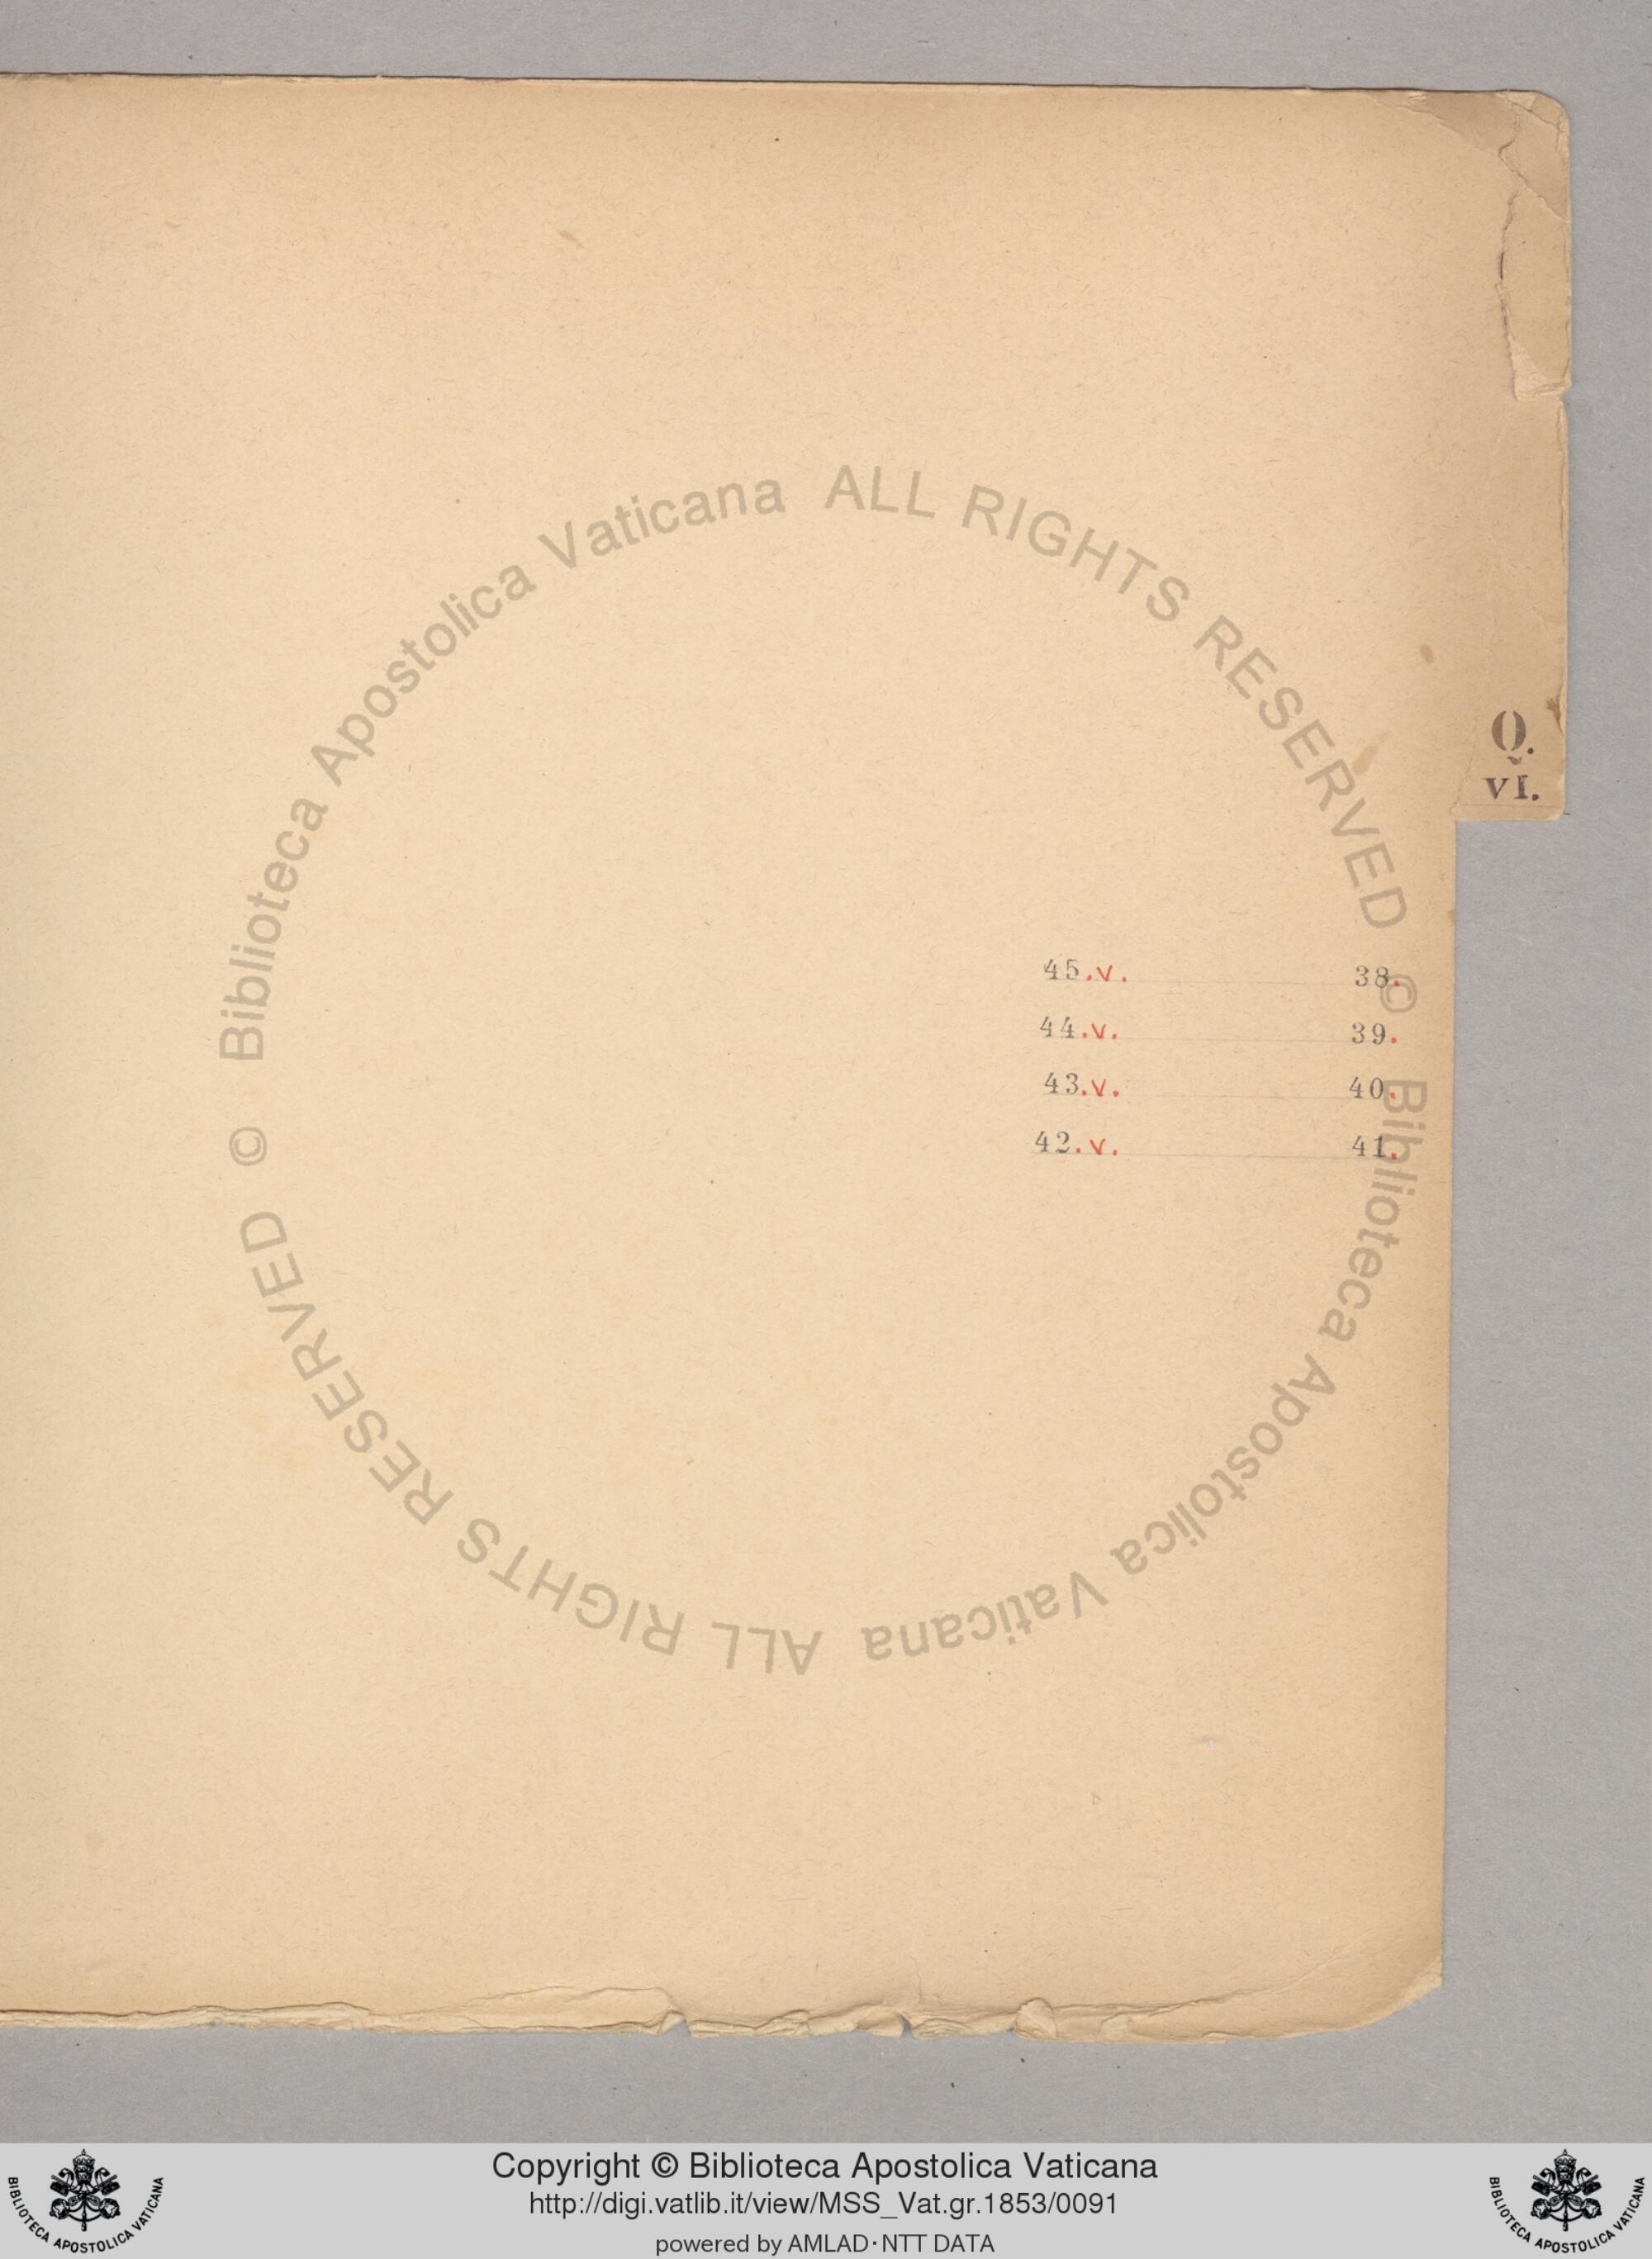 Q.
VI.
45.v. 38.
44.v. 39.
43.v. 40.
42.v. 41.
© Biblioteca Apostolica Vaticana ALL RIGHTS RESERVED
© Biblioteca Apostolica Vaticana ALL RIGHTS RESERVED
Copyright © Biblioteca Apostolica Vaticana
http://digi.vatlib.it/view/MSS_Vat.gr.1853/0091
powered by AMLAD·NTT DATA
BIBLIOTECA APOSTOLICA VATICANA
BIBLIOTECA APOSTOLICA VATICANA